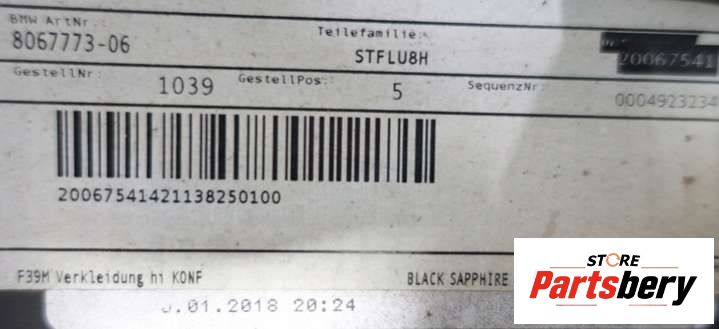 BMW ArtNr.: Teilefamilie:
8067773-06 STFLU8H 20067541
GestellNr: 1039 GestellPos: 5 SequenzNr: 0004923234
20067541421138250100
F39M Verkleidung hi KONF BLACK SAPPHIRE
.01.2018 20:24
STORE
Partsbery